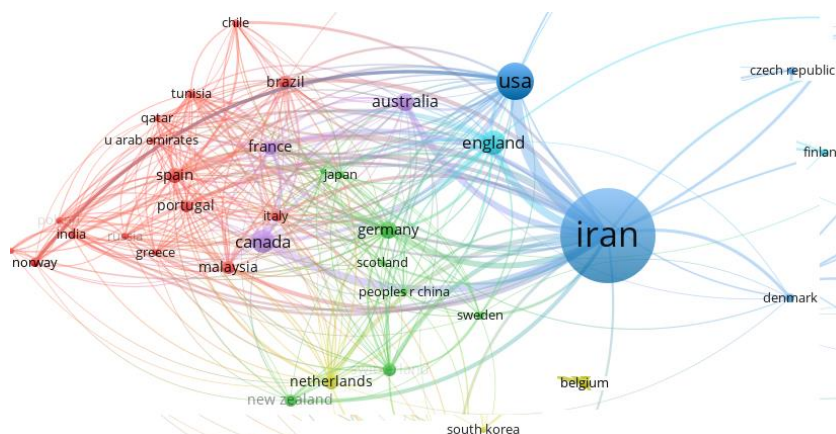 chile
usa
czech republic
brazil
tunisia
australia
qatar
u arab emirates
england
france
finlan
spain
japan
portugal
italy
india
germany
iran
canada
greece
norway
malaysia
scotland
peoples r china
denmark
sweden
netherlands
belgium
new zealand
south korea